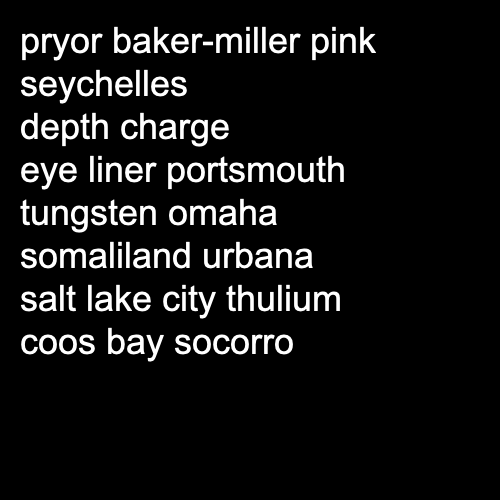 pryor baker-miller pink
seychelles
depth charge
eye liner portsmouth
tungsten omaha
somaliland urbana
salt lake city thulium
coos bay socorro